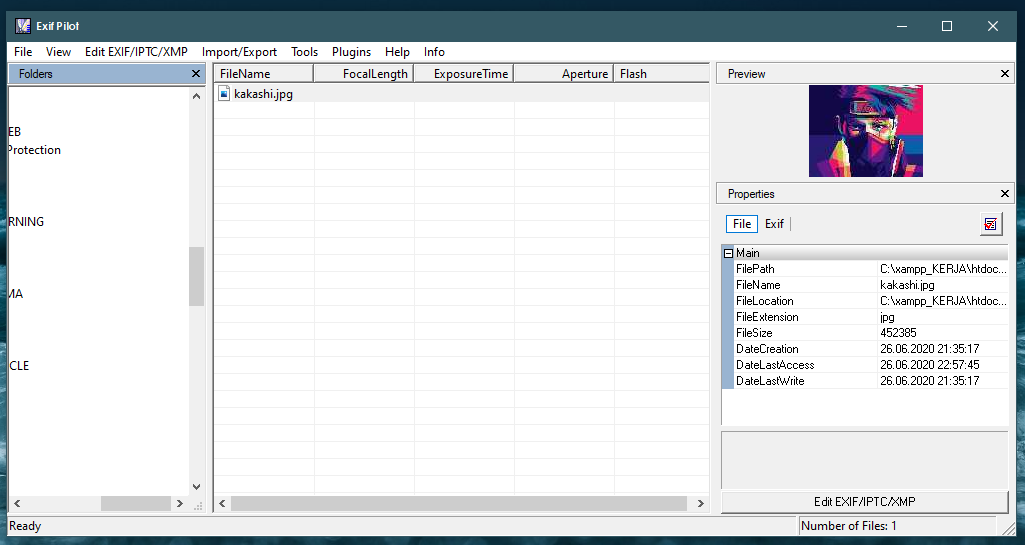 Exif Pilot
File View Edit EXIF/IPTC/XMP Import/Export Tools Plugins Help Info
Folders
EB
Protection
RNING
MA
CLE
FileName FocalLength ExposureTime Aperture Flash
kakashi.jpg
Preview
Properties
File Exif
Main
FilePath C:\xampp_KERJA\htdoc...
FileName kakashi.jpg
FileLocation C:\xampp_KERJA\htdoc...
FileExtension jpg
FileSize 452385
DateCreation 26.06.2020 21:35:17
DateLastAccess 26.06.2020 22:57:45
DateLastWrite 26.06.2020 21:35:17
Edit EXIF/IPTC/XMP
Ready
Number of Files: 1